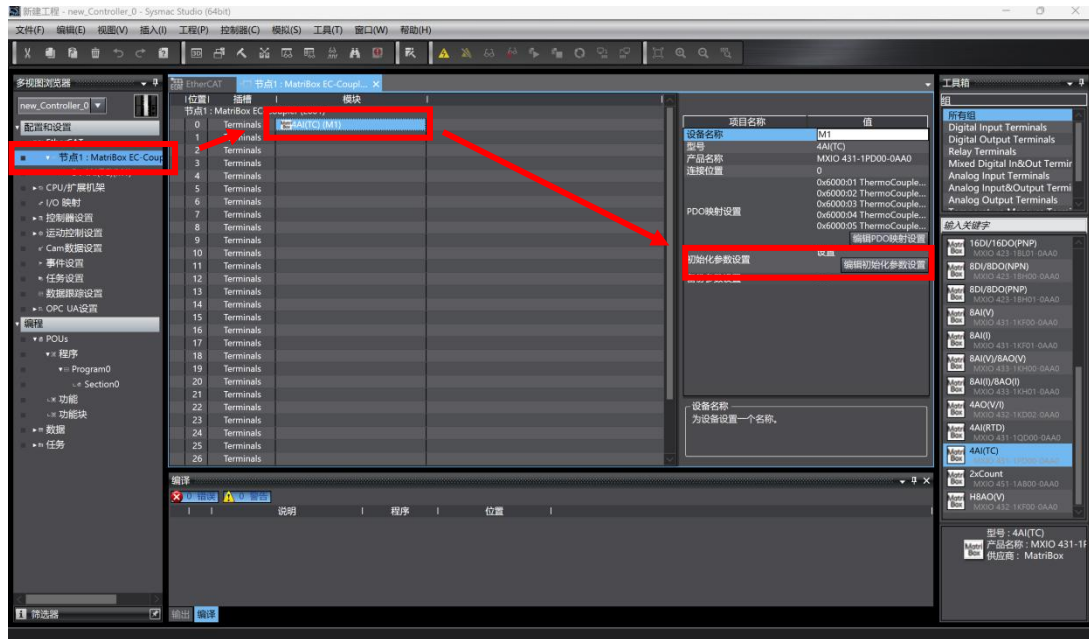 新建工程 - new_Controller_0 - Sysmac Studio (64bit)
文件(F) 编辑(E) 视图(V) 插入(I) 工程(P) 控制器(C) 模拟(S) 工具(T) 窗口(W) 帮助(H)
多视图浏览器
new_Controller_0
配置和设置
EtherCAT
节点1 : MatriBox EC-Coup
CPU/扩展机架
I/O 映射
控制器设置
运动控制设置
Cam数据设置
事件设置
任务设置
数据跟踪设置
OPC UA设置
编程
POUs
程序
Program0
Section0
功能
功能块
数据
任务
筛选器
EtherCAT 节点1 : MatriBox EC-Coupl...
位置 插槽 模块
节点1 : MatriBox EC-Coupler (E001)
0 Terminals 4AI(TC) (M1)
1 Terminals
2 Terminals
3 Terminals
4 Terminals
5 Terminals
6 Terminals
7 Terminals
8 Terminals
9 Terminals
10 Terminals
11 Terminals
12 Terminals
13 Terminals
14 Terminals
15 Terminals
16 Terminals
17 Terminals
18 Terminals
19 Terminals
20 Terminals
21 Terminals
22 Terminals
23 Terminals
24 Terminals
25 Terminals
26 Terminals
项目名称 值
设备名称 M1
型号 4AI(TC)
产品名称 MXIO 431-1PD00-0AA0
连接位置 0
PDO映射设置
0x6000:01 ThermoCouple...
0x6000:02 ThermoCouple...
0x6000:03 ThermoCouple...
0x6000:04 ThermoCouple...
0x6000:05 ThermoCouple...
编辑PDO映射设置
初始化参数设置 设置
编辑初始化参数设置
设备名称
为设备设置一个名称。
编译
0 错误 0 警告
说明 程序 位置
输出 编译
工具箱
组
所有组
Digital Input Terminals
Digital Output Terminals
Relay Terminals
Mixed Digital In&Out Termir
Analog Input Terminals
Analog Input&Output Termi
Analog Output Terminals
输入关键字
16DI/16DO(PNP)
MXIO 423-1BL01-0AA0
8DI/8DO(NPN)
MXIO 423-1BH00-0AA0
8DI/8DO(PNP)
MXIO 423-1BH01-0AA0
8AI(V)
MXIO 431-1KF00-0AA0
8AI(I)
MXIO 431-1KF01-0AA0
8AI(V)/8AO(V)
MXIO 433-1KH00-0AA0
8AI(I)/8AO(I)
MXIO 433-1KH01-0AA0
4AO(V/I)
MXIO 432-1KD02-0AA0
4AI(RTD)
MXIO 431-1QD00-0AA0
4AI(TC)
2xCount
MXIO 451-1AB00-0AA0
H8AO(V)
MXIO 432-1KF00-0AA0
型号 : 4AI(TC)
产品名称 : MXIO 431-1F
供应商 : MatriBox